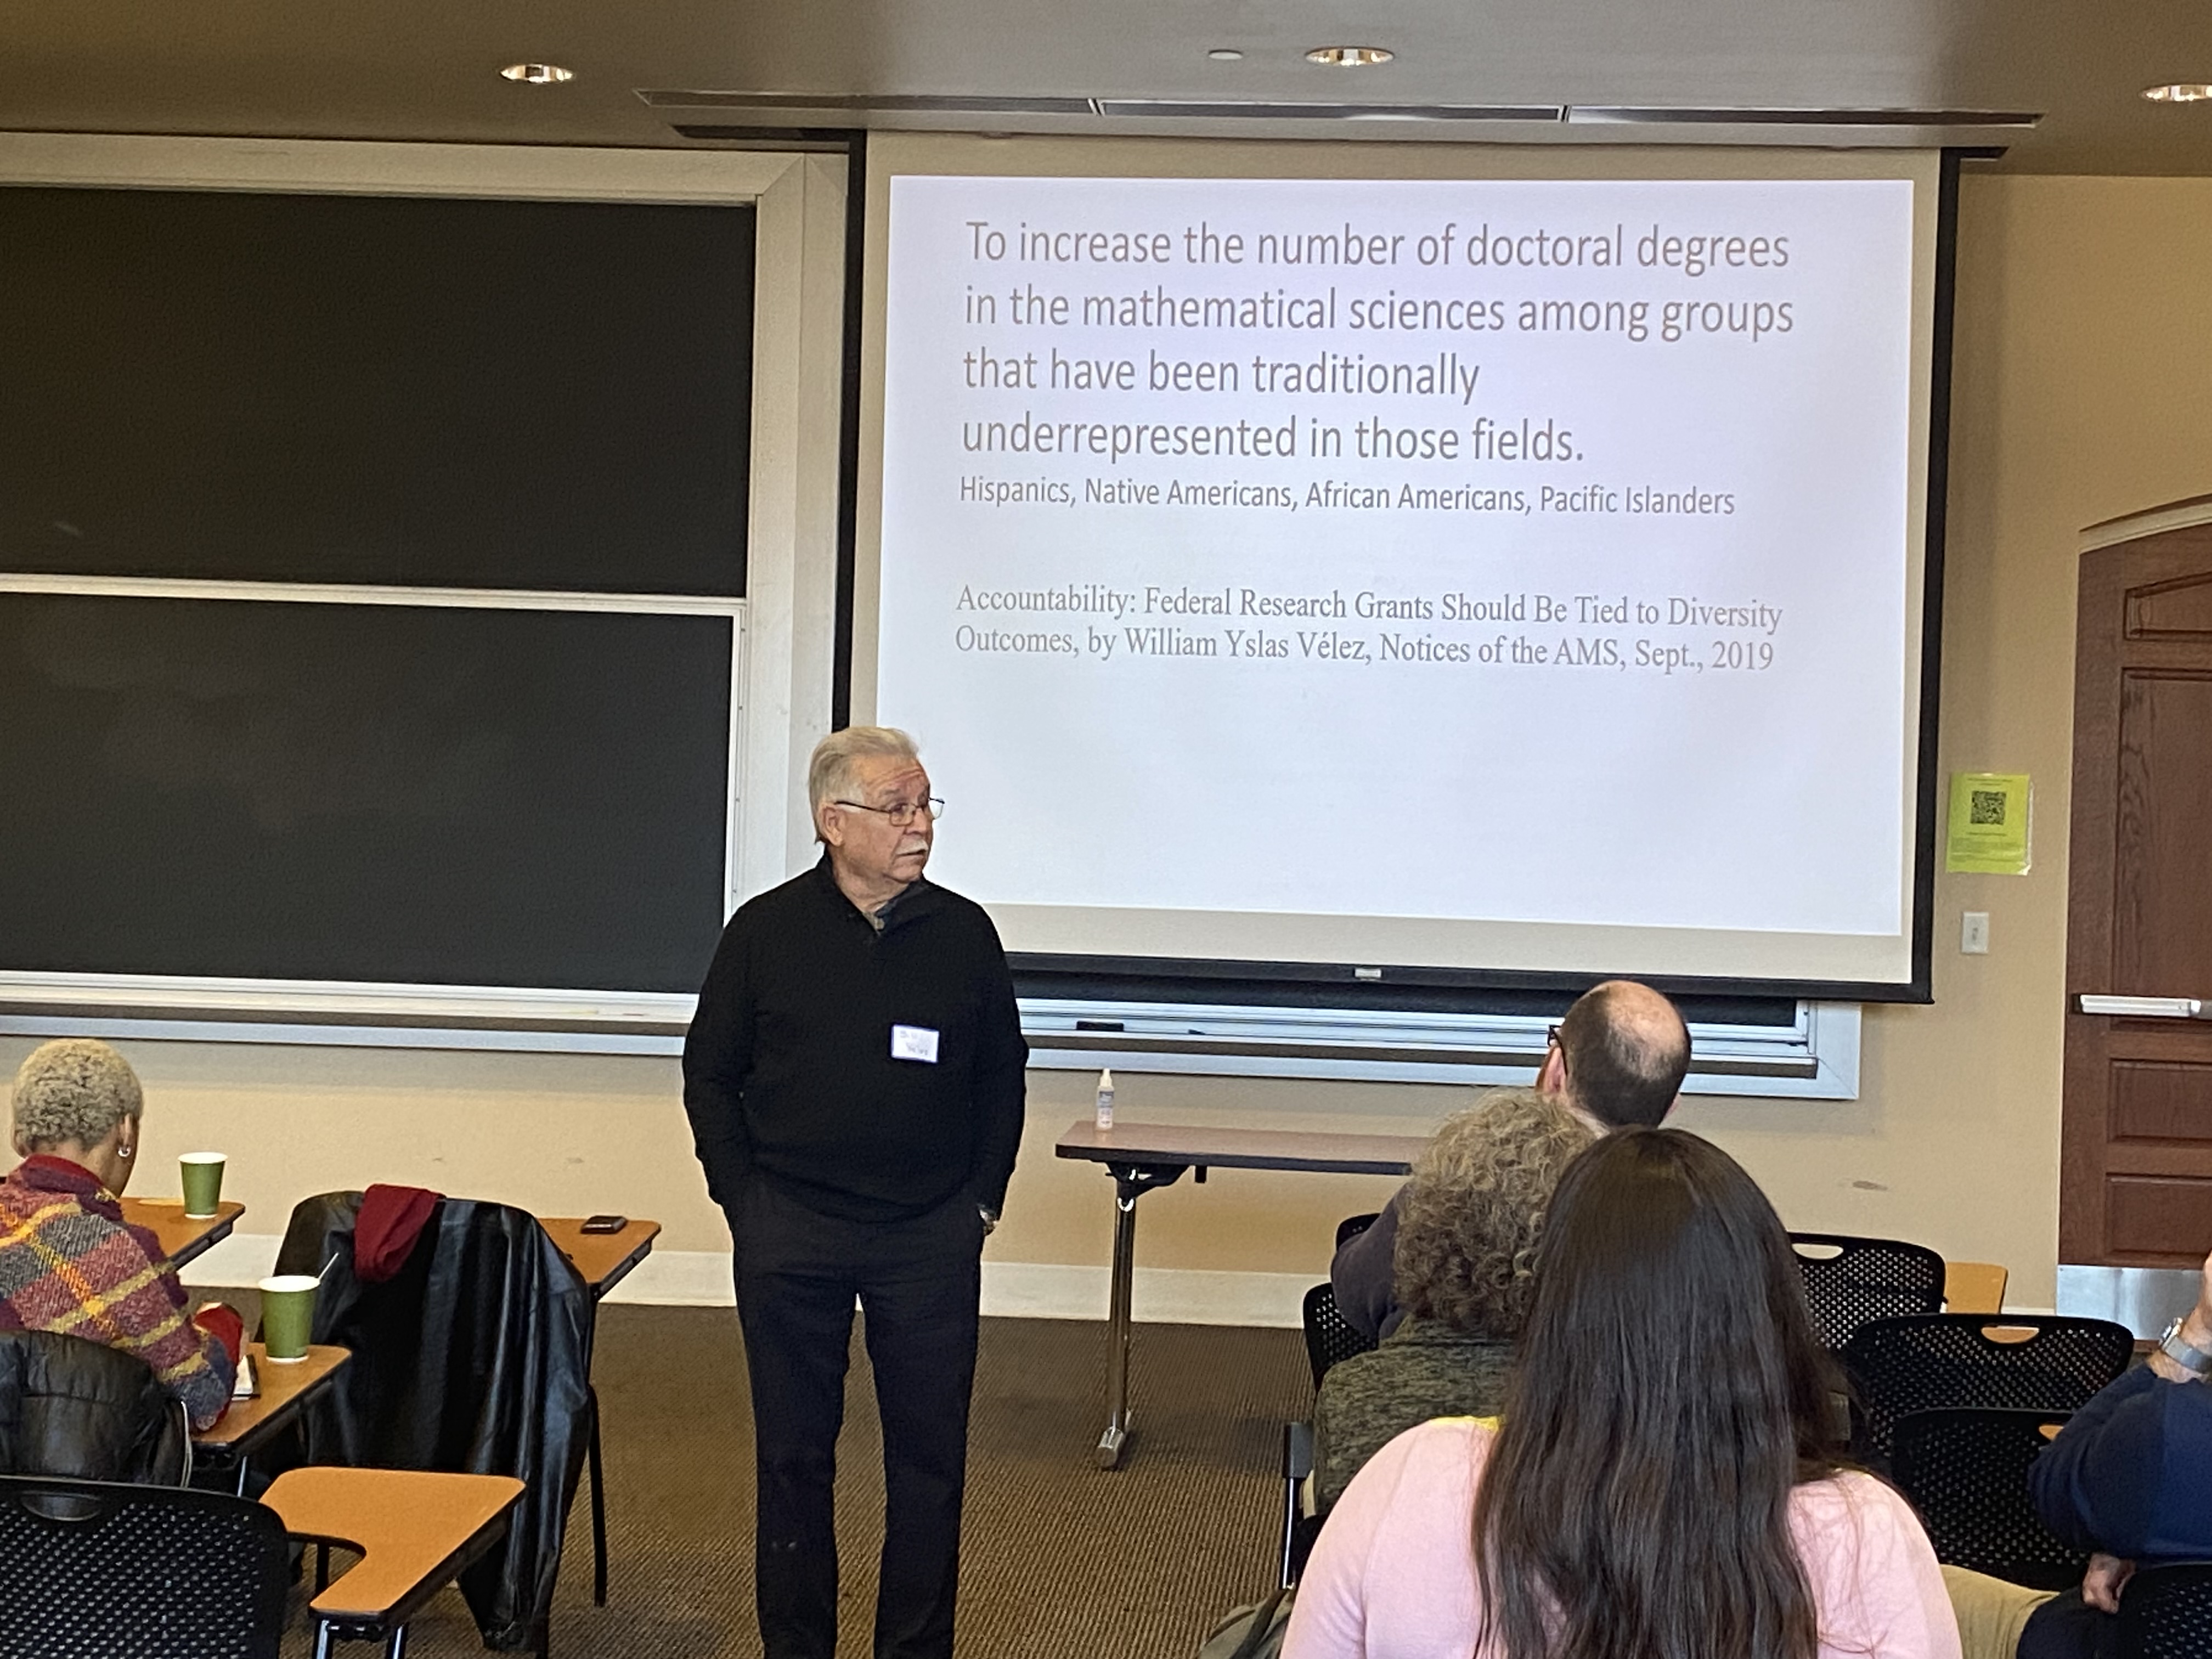 To increase the number of doctoral degrees
in the mathematical sciences among groups
that have been traditionally
underrepresented in those fields.
Hispanics, Native Americans, African Americans, Pacific Islanders
Accountability: Federal Research Grants Should Be Tied to Diversity
Outcomes, by William Yslas Vélez, Notices of the AMS, Sept., 2019